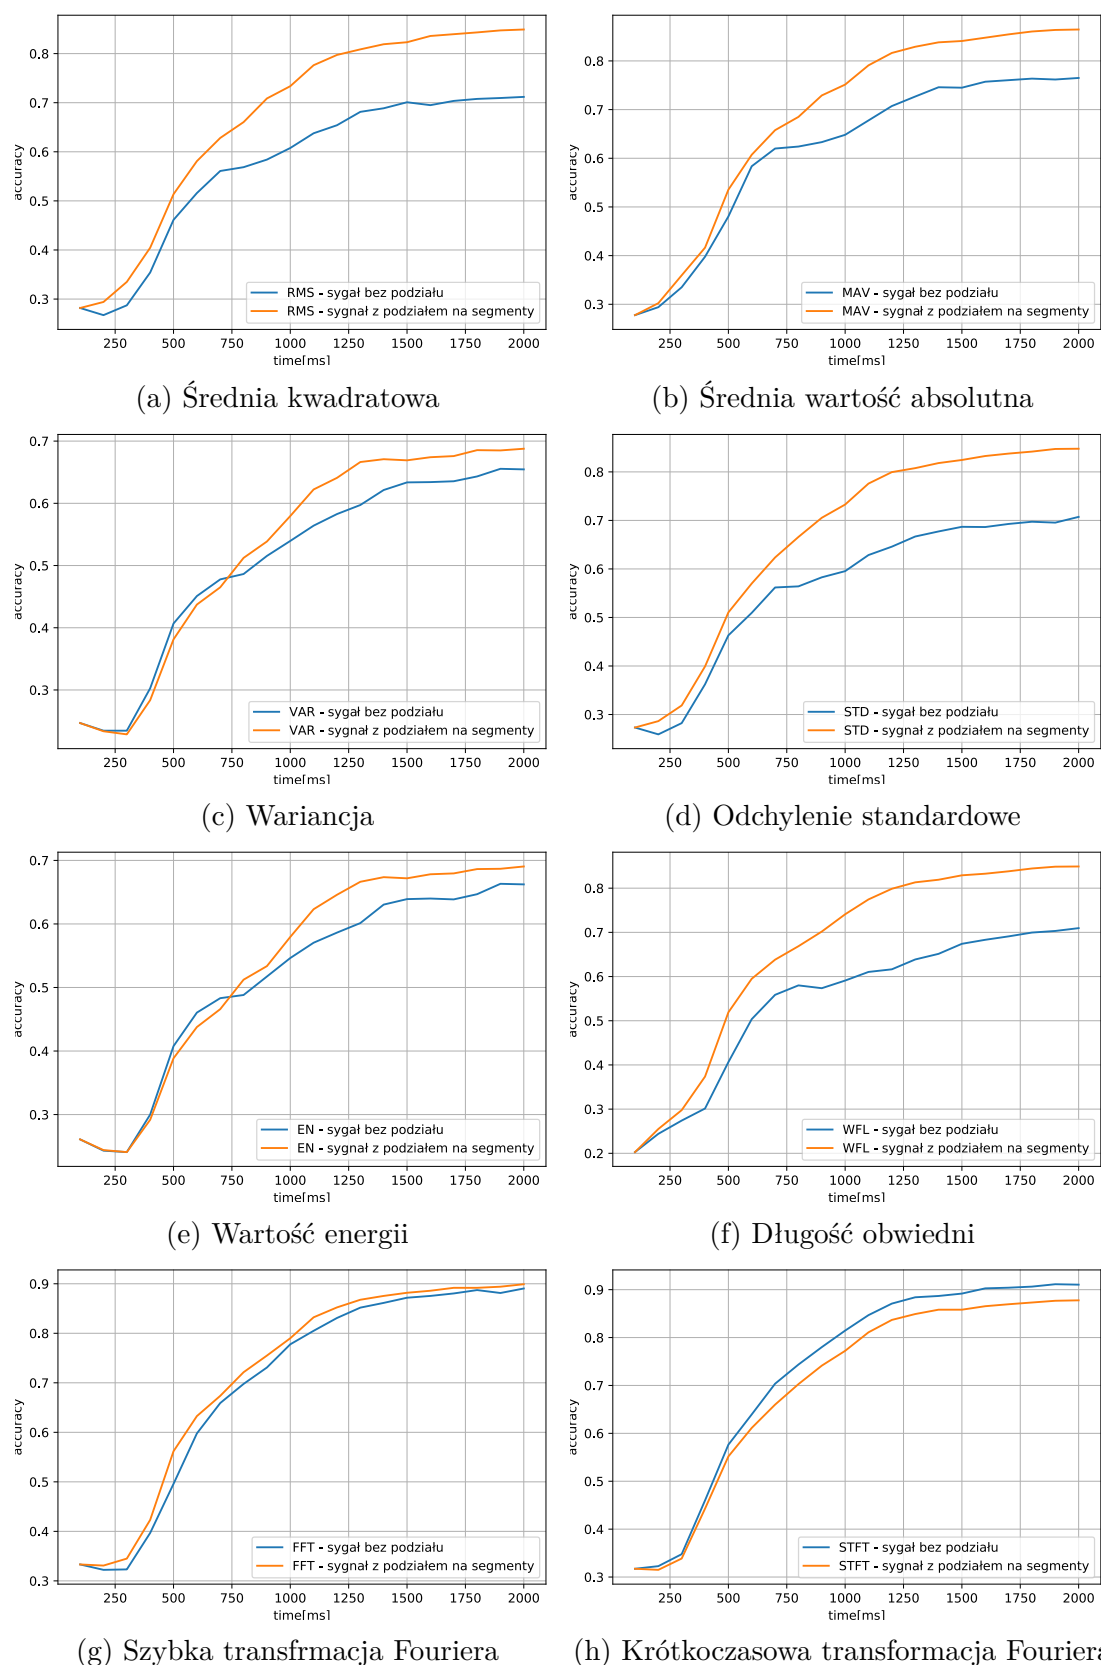 0.8
0.7
0.6
0.5
0.4
0.3
accuracy
RMS - sygał bez podziału
RMS - sygnał z podziałem na segmenty
250 500 750 1000 1250 1500 1750 2000
time[ms]
(a) Średnia kwadratowa
0.8
0.7
0.6
0.5
0.4
0.3
accuracy
MAV - sygał bez podziału
MAV - sygnał z podziałem na segmenty
250 500 750 1000 1250 1500 1750 2000
time[ms]
(b) Średnia wartość absolutna
0.7
0.6
0.5
0.4
0.3
accuracy
VAR - sygał bez podziału
VAR - sygnał z podziałem na segmenty
250 500 750 1000 1250 1500 1750 2000
time[ms]
(c) Wariancja
0.8
0.7
0.6
0.5
0.4
0.3
accuracy
STD - sygał bez podziału
STD - sygnał z podziałem na segmenty
250 500 750 1000 1250 1500 1750 2000
time[ms]
(d) Odchylenie standardowe
0.7
0.6
0.5
0.4
0.3
accuracy
EN - sygał bez podziału
EN - sygnał z podziałem na segmenty
250 500 750 1000 1250 1500 1750 2000
time[ms]
(e) Wartość energii
0.8
0.7
0.6
0.5
0.4
0.3
0.2
accuracy
WFL - sygał bez podziału
WFL - sygnał z podziałem na segmenty
250 500 750 1000 1250 1500 1750 2000
time[ms]
(f) Długość obwiedni
0.9
0.8
0.7
0.6
0.5
0.4
0.3
accuracy
FFT - sygał bez podziału
FFT - sygnał z podziałem na segmenty
250 500 750 1000 1250 1500 1750 2000
time[ms]
(g) Szybka transfrmacja Fouriera
0.9
0.8
0.7
0.6
0.5
0.4
0.3
accuracy
STFT - sygał bez podziału
STFT - sygnał z podziałem na segmenty
250 500 750 1000 1250 1500 1750 2000
time[ms]
(h) Krótkoczasowa transformacja Fouriera